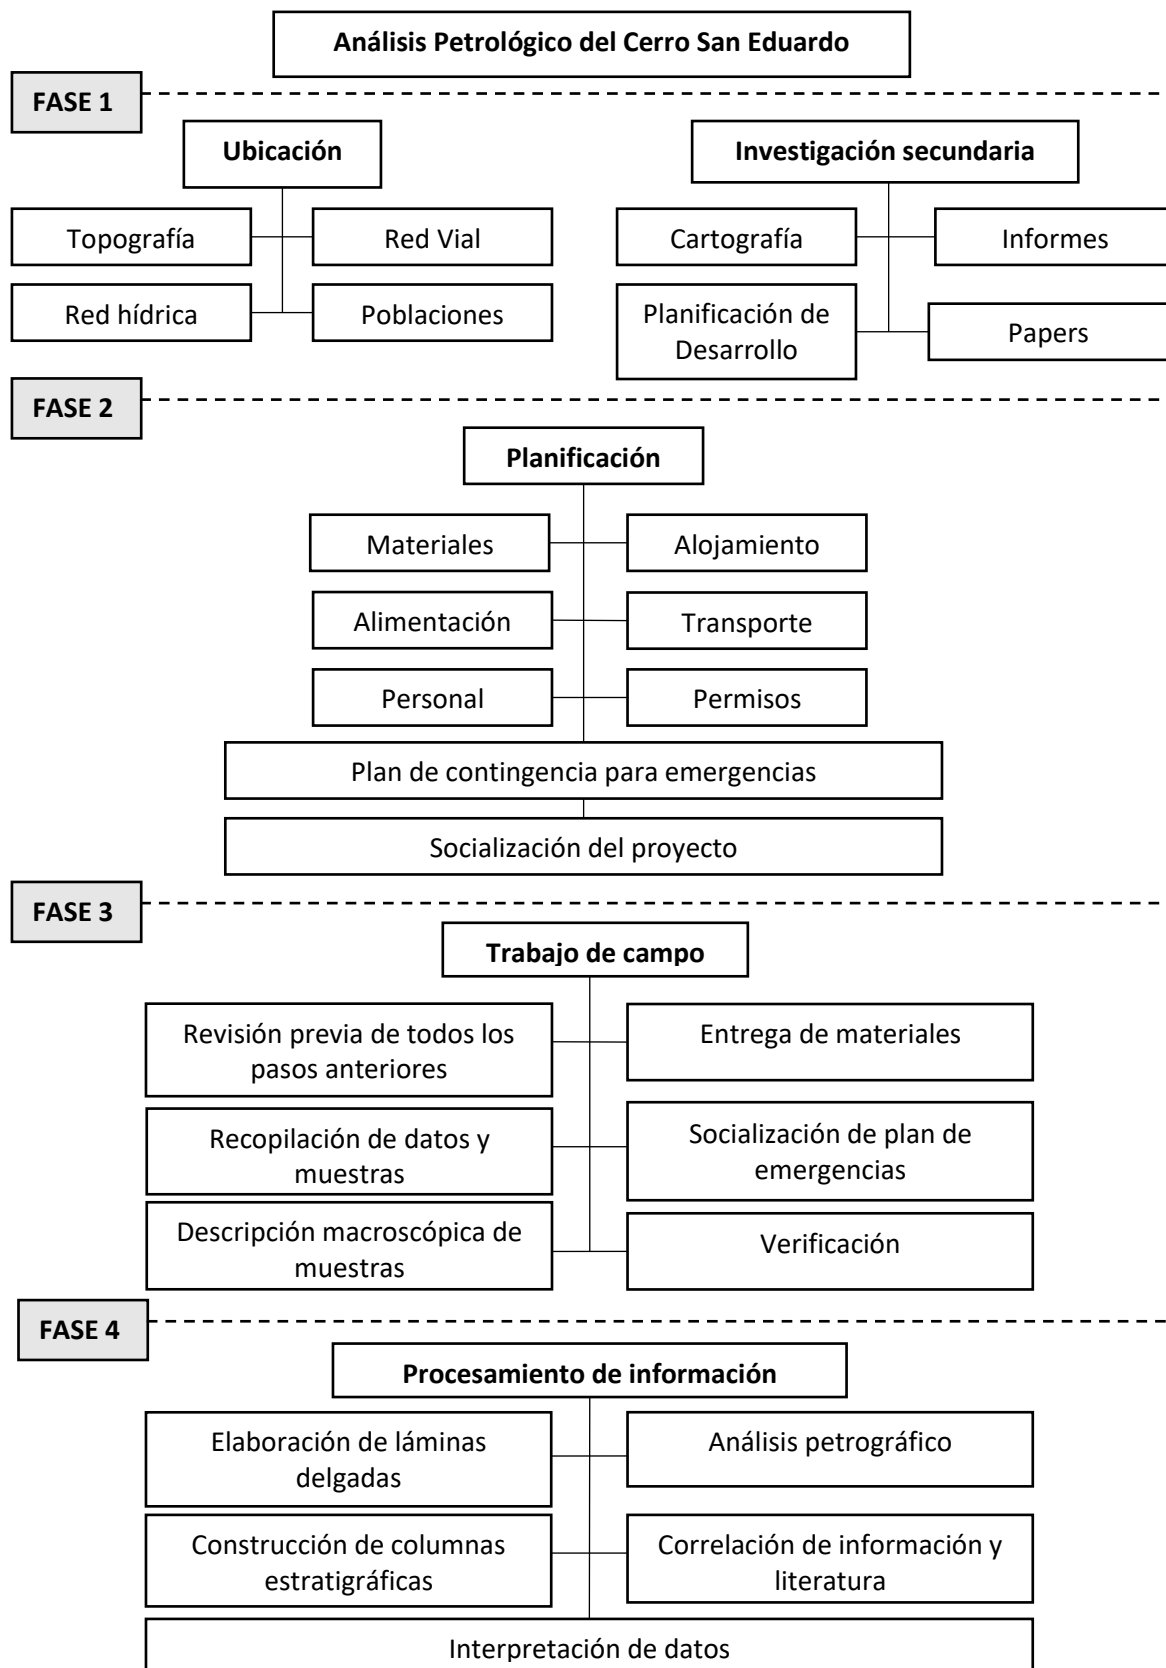 Análisis Petrológico del Cerro San Eduardo
FASE 1
Ubicación
Investigación secundaria
Topografía
Red Vial
Cartografía
Informes
Red hídrica
Poblaciones
Planificación de
Desarrollo
Papers
FASE 2
Planificación
Materiales
Alojamiento
Alimentación
Transporte
Personal
Permisos
Plan de contingencia para emergencias
Socialización del proyecto
FASE 3
Trabajo de campo
Revisión previa de todos los
pasos anteriores
Entrega de materiales
Recopilación de datos y
muestras
Socialización de plan de
emergencias
Descripción macroscópica de
muestras
Verificación
FASE 4
Procesamiento de información
Elaboración de láminas
delgadas
Análisis petrográfico
Construcción de columnas
estratigráficas
Correlación de información y
literatura
Interpretación de datos